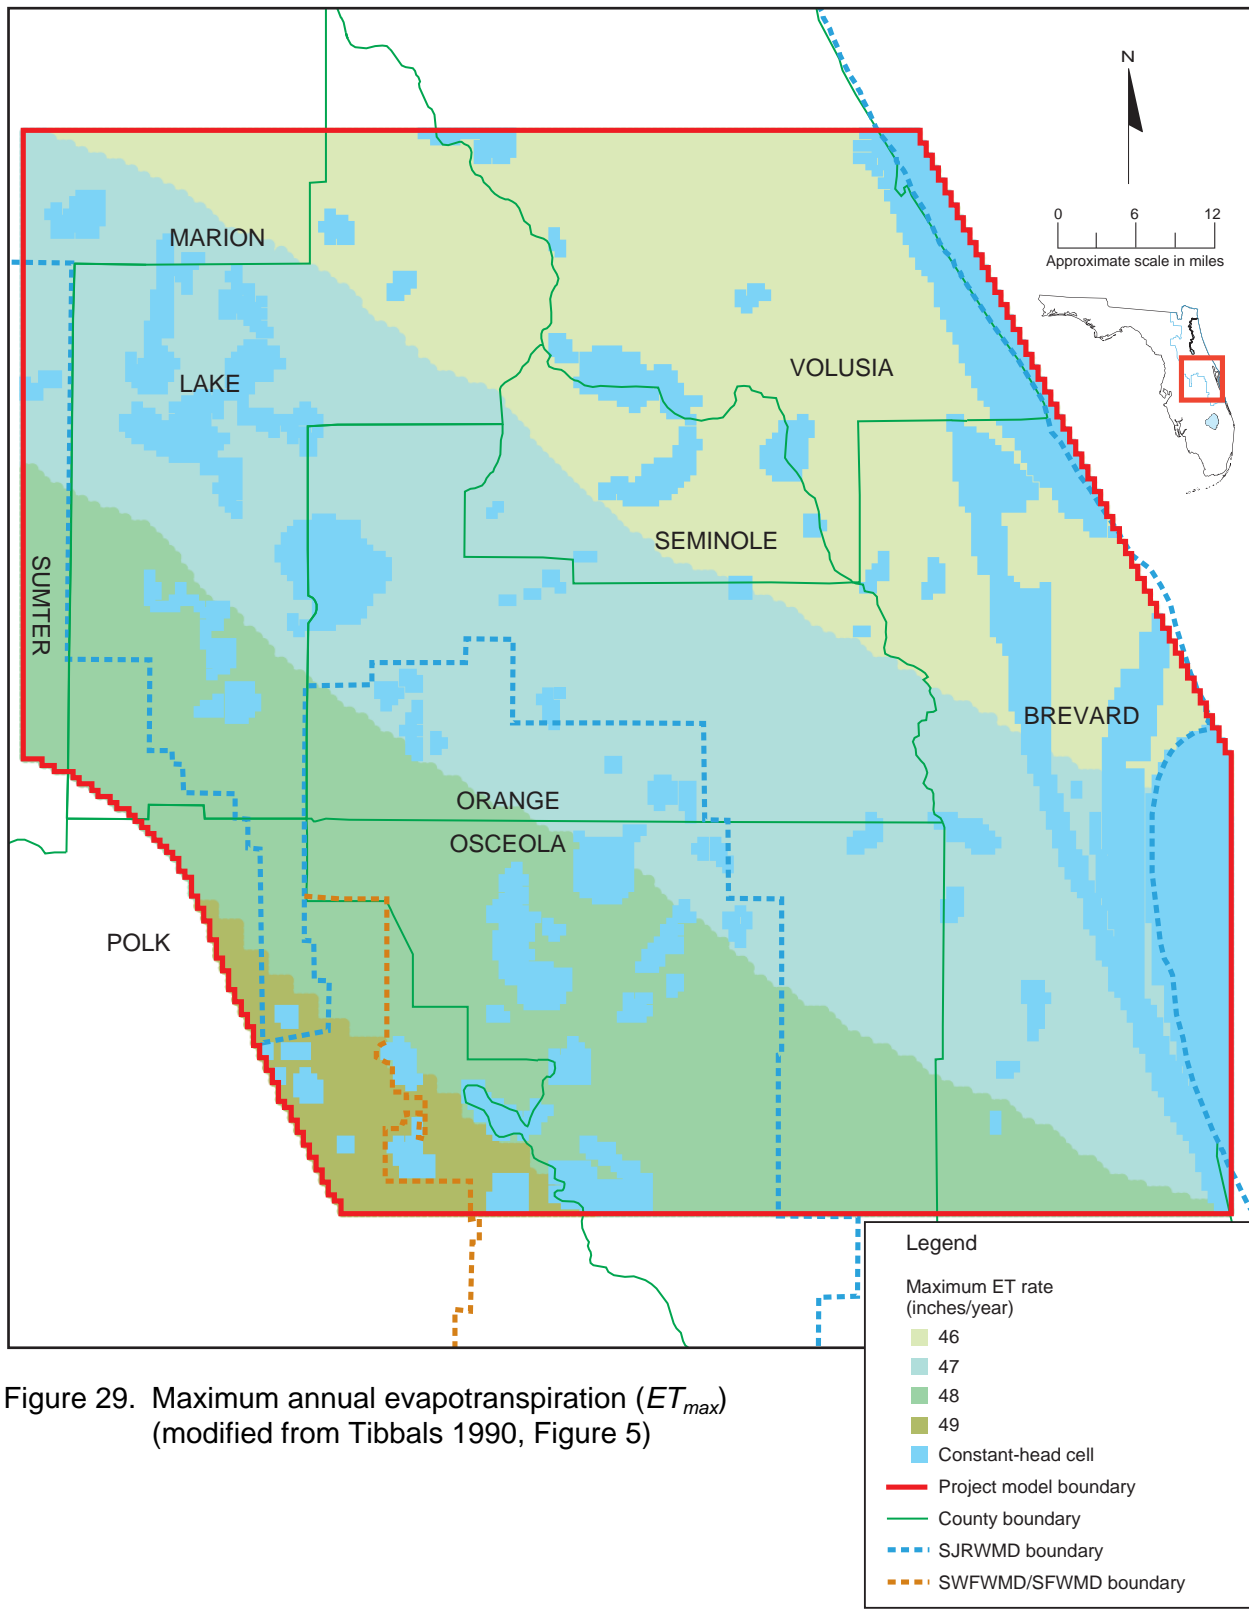 N
0 6 12
Approximate scale in miles
MARION
LAKE
VOLUSIA
SEMINOLE
SUMTER
BREVARD
ORANGE
OSCEOLA
POLK
Legend
Maximum ET rate
(inches/year)
46
47
48
49
Constant-head cell
Project model boundary
County boundary
SJRWMD boundary
SWFWMD/SFWMD boundary
Figure 29. Maximum annual evapotranspiration (ETmax)
(modified from Tibbals 1990, Figure 5)